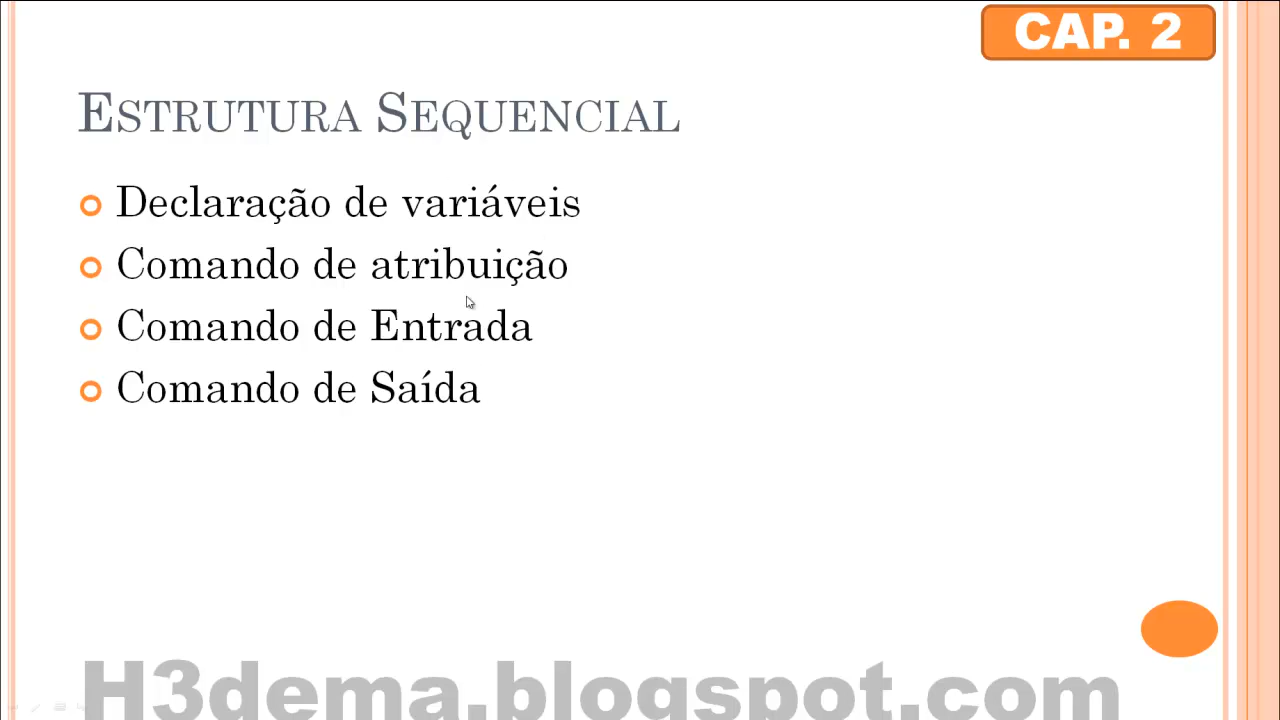 CAP. 2
Estrutura Sequencial
Declaração de variáveis
Comando de atribuição
Comando de Entrada
Comando de Saída
H3dema.blogspot.com